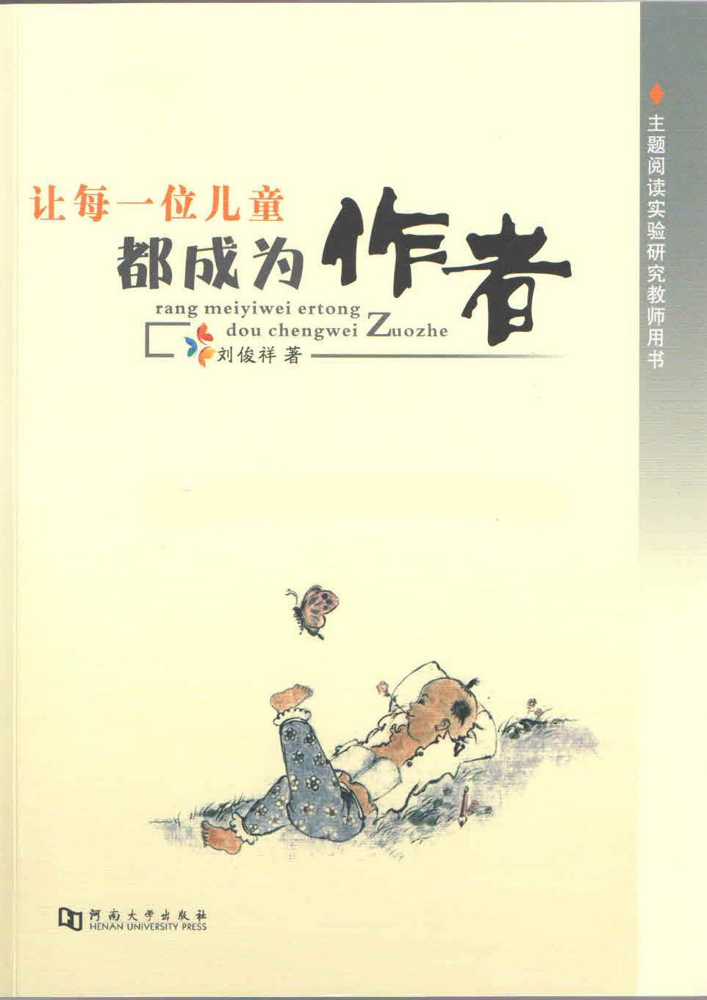 让每一位儿童
都成为作者
rang meiyiwei ertong
dou chengwei Zuozhe
刘俊祥 著
主题阅读实验研究教师用书
河南大学出版社
HENAN UNIVERSITY PRESS